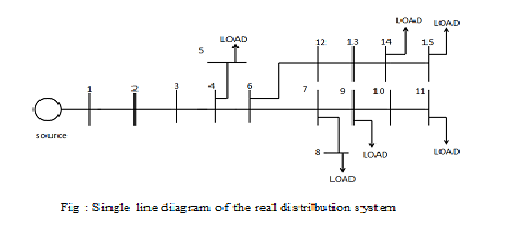 LOAD LOAD
LOAD 12 13 14 15
5
1 2 3 4 6 7 9 10 11
source
8 LOAD LOAD
LOAD
Fig : Single line diagram of the real distribution system